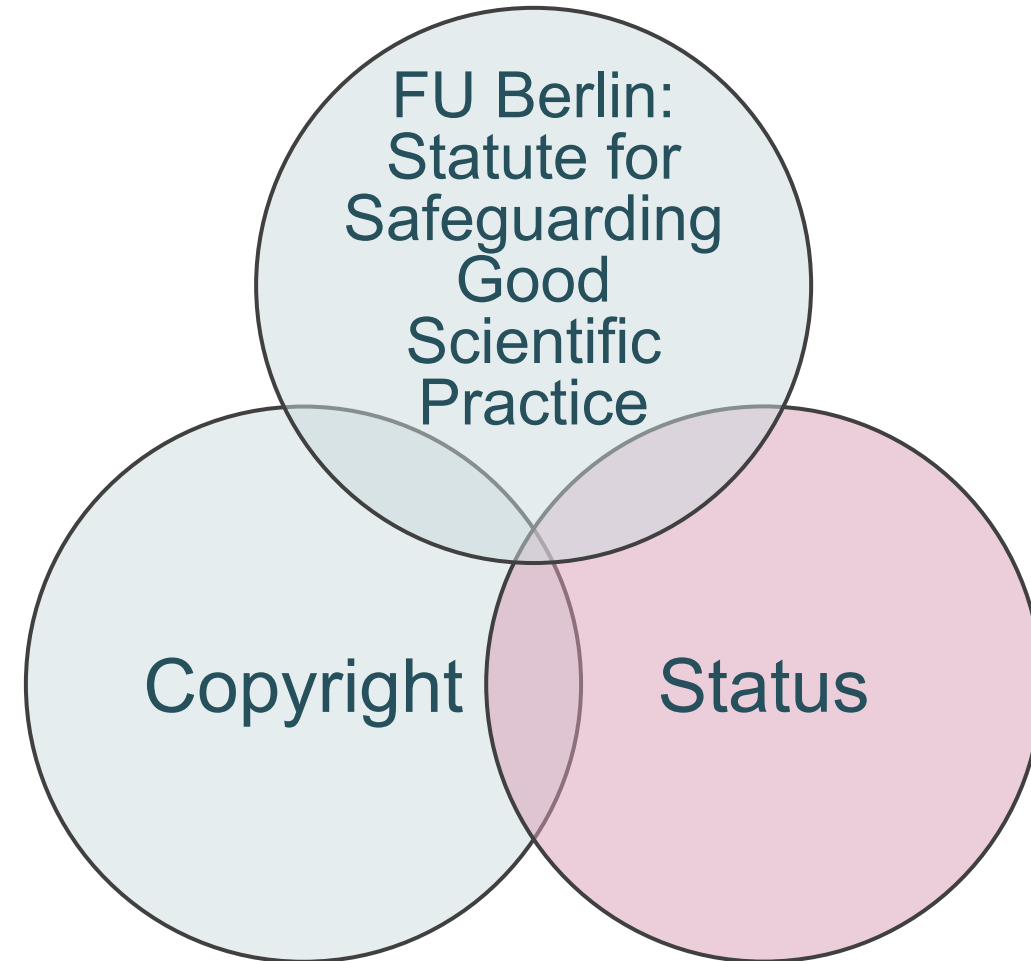 FU Berlin:
Statute for
Safeguarding
Good
Scientific
Practice
Copyright
Status